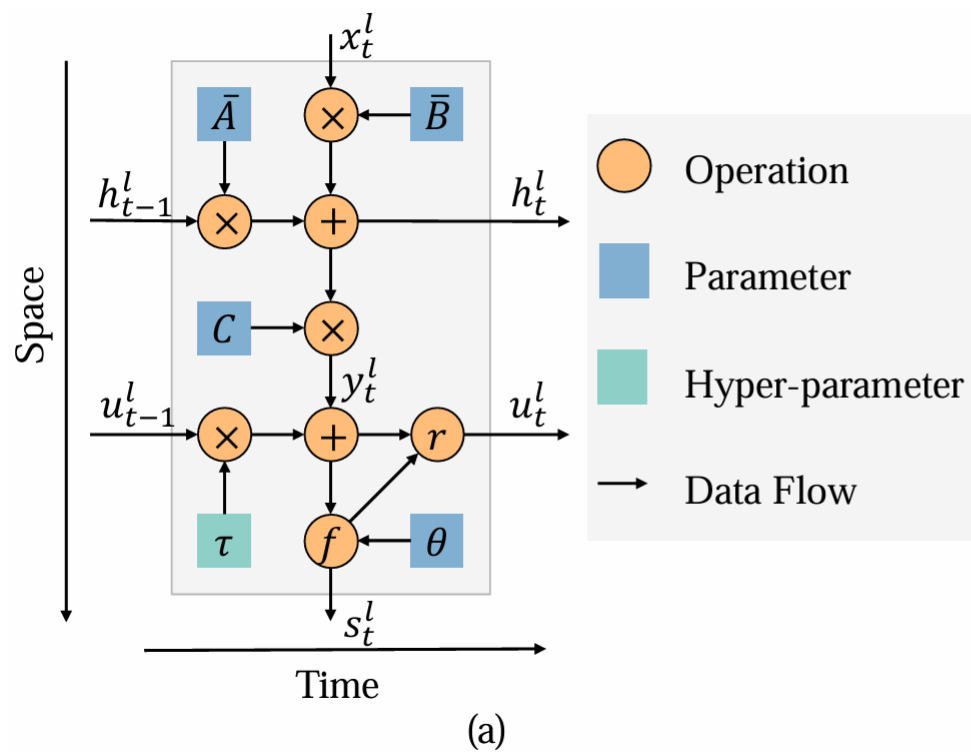 x_t^l
Ā
×
B̄
h_{t-1}^l
×
+
h_t^l
C
×
y_t^l
u_{t-1}^l
×
+
r
u_t^l
τ
f
θ
s_t^l
Space
Time
Operation
Parameter
Hyper-parameter
Data Flow
(a)